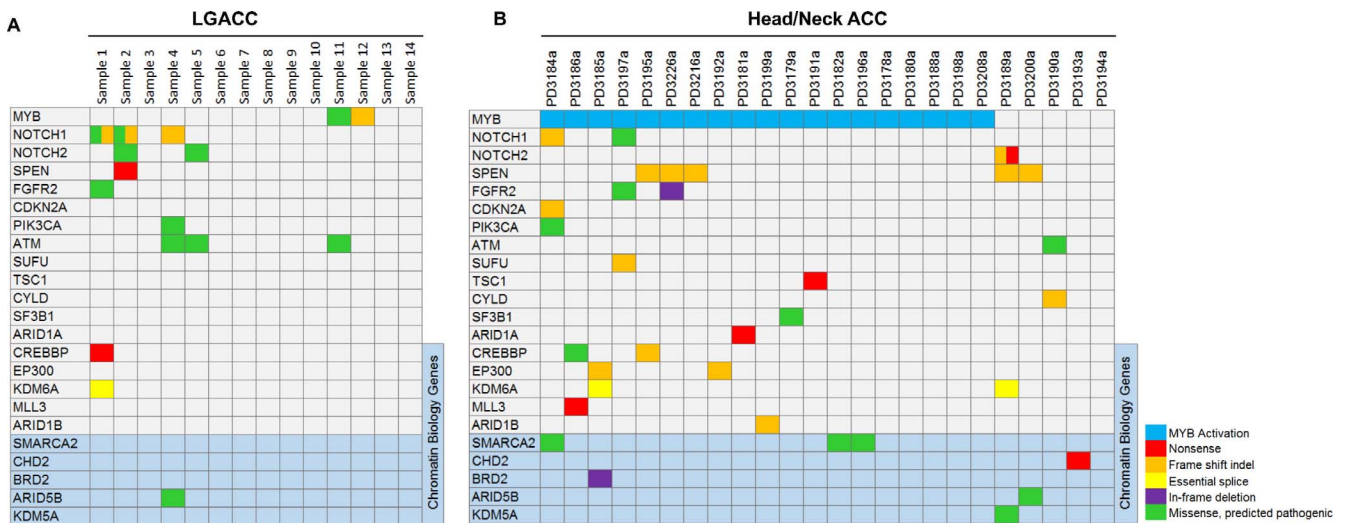 A
LGACC
Sample 1
Sample 2
Sample 3
Sample 4
Sample 5
Sample 6
Sample 7
Sample 8
Sample 9
Sample 10
Sample 11
Sample 12
Sample 13
Sample 14
MYB
NOTCH1
NOTCH2
SPEN
FGFR2
CDKN2A
PIK3CA
ATM
SUFU
TSC1
CYLD
SF3B1
ARID1A
CREBBP
EP300
KDM6A
MLL3
ARID1B
SMARCA2
CHD2
BRD2
ARID5B
KDM5A
Chromatin Biology Genes
B
Head/Neck ACC
PD3184a
PD3186a
PD3185a
PD3197a
PD3195a
PD3226a
PD3216a
PD3192a
PD3181a
PD3199a
PD3179a
PD3191a
PD3182a
PD3196a
PD3178a
PD3180a
PD3188a
PD3198a
PD3208a
PD3189a
PD3200a
PD3190a
PD3193a
PD3194a
MYB
NOTCH1
NOTCH2
SPEN
FGFR2
CDKN2A
PIK3CA
ATM
SUFU
TSC1
CYLD
SF3B1
ARID1A
CREBBP
EP300
KDM6A
MLL3
ARID1B
SMARCA2
CHD2
BRD2
ARID5B
KDM5A
Chromatin Biology Genes
MYB Activation
Nonsense
Frame shift indel
Essential splice
In-frame deletion
Missense, predicted pathogenic